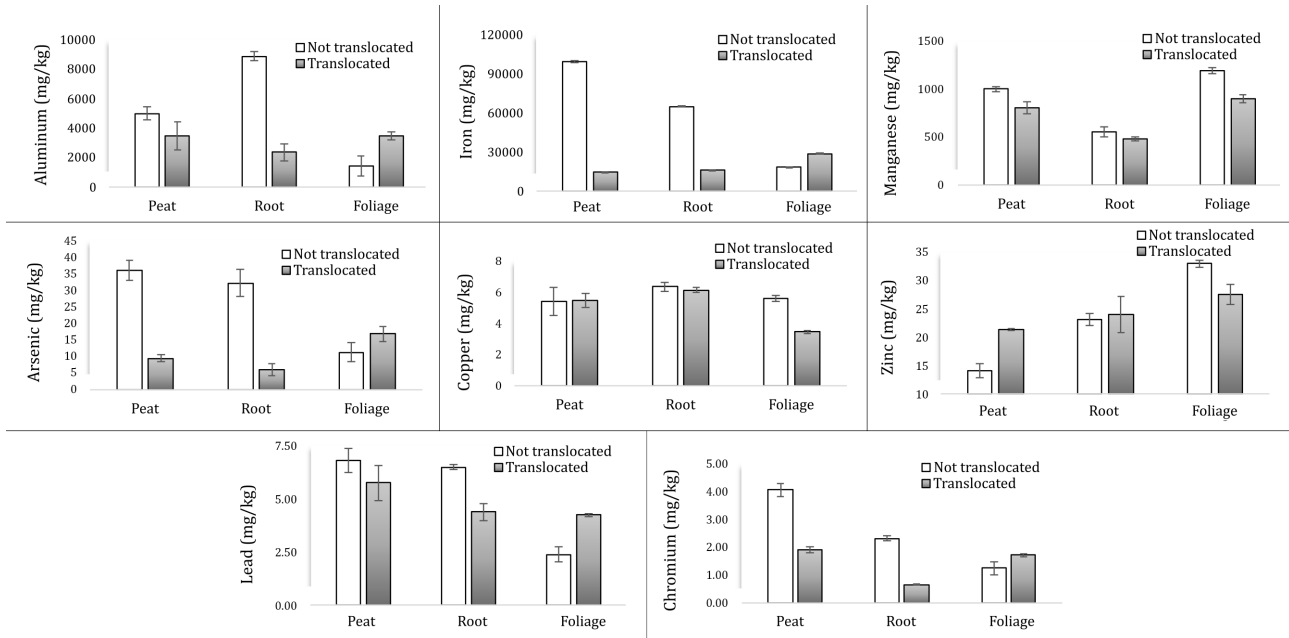 Aluminum (mg/kg)
10000
8000
6000
4000
2000
0
Not translocated
Translocated
Peat Root Foliage
Iron (mg/kg)
120000
90000
60000
30000
0
Not translocated
Translocated
Peat Root Foliage
Manganese (mg/kg)
1500
1000
500
0
Not translocated
Translocated
Peat Root Foliage
Arsenic (mg/kg)
45
40
35
30
25
20
15
10
5
0
Not translocated
Translocated
Peat Root Foliage
Copper (mg/kg)
8
6
4
2
0
Not translocated
Translocated
Peat Root Foliage
Zinc (mg/kg)
35
30
25
20
15
10
Not translocated
Translocated
Peat Root Foliage
Lead (mg/kg)
7.50
5.00
2.50
0.00
Not translocated
Translocated
Peat Root Foliage
Chromium (mg/kg)
5.00
4.00
3.00
2.00
1.00
0.00
Not translocated
Translocated
Peat Root Foliage